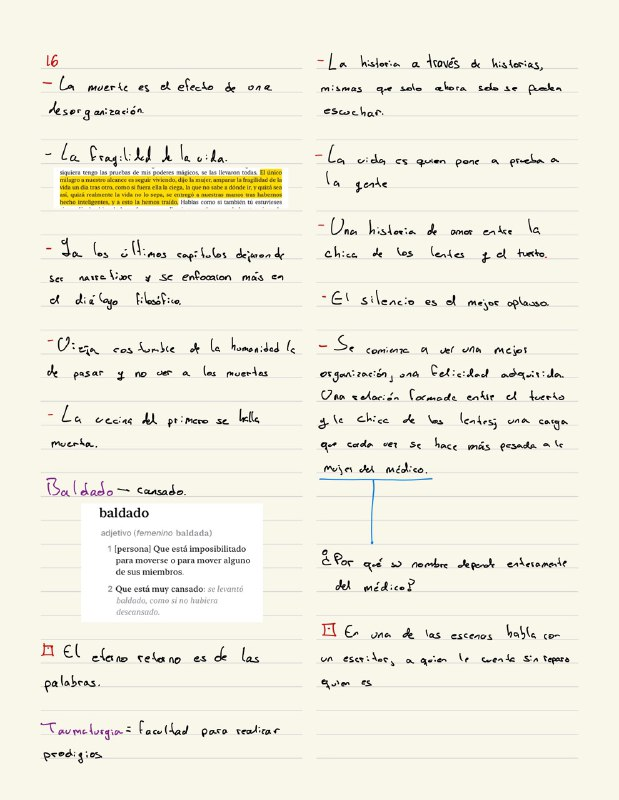 16
- La muerte es el efecto de una
desorganización
- La fragilidad de la vida.
siquiera tengo las pruebas de mis poderes mágicos, se las llevaron todas. El único
milagro a nuestro alcance es seguir viviendo, dijo la mujer, amparar la fragilidad de la
vida un día tras otro, como si fuera ella la ciega, la que no sabe a dónde ir, y quizá sea
así, quizá realmente la vida no lo sepa, se entregó a nuestras manos tras habernos
hecho inteligentes, y a esto la hemos traído. Hablas como si también tú estuvieses
- Ya los últimos capítulos dejaron de
ser narrativos y se enfocaron más en
el diálogo filosófico.
- Vieja costumbre de la humanidad la
de pasar y no ver a los muertos
- La vecina del primero se halla
muerta.
Baldado - cansado.
baldado
adjetivo (femenino baldada)
1 [persona] Que está imposibilitado
para moverse o para mover alguno
de sus miembros.
2 Que está muy cansado: se levantó
baldado, como si no hubiera
descansado.
El eterno retorno es de las
palabras.
Taumaturgia = facultad para realizar
prodigios
- La historia a través de historias,
mismas que solo ahora solo se pueden
escuchar.
- La vida es quien pone a prueba a
la gente
- Una historia de amor entre la
chica de los lentes y el tuerto.
- El silencio es el mejor aplauso.
- Se comienza a ver una mejor
organización, una felicidad adquirida.
Una relación formada entre el tuerto
y la chica de los lentes; una carga
que cada vez se hace más pesada a la
mujer del médico.
¿Por qué su nombre depende enteramente
del médico?
En una de las escenas habla con
un escritor, a quien le cuenta sin reparo
quien es